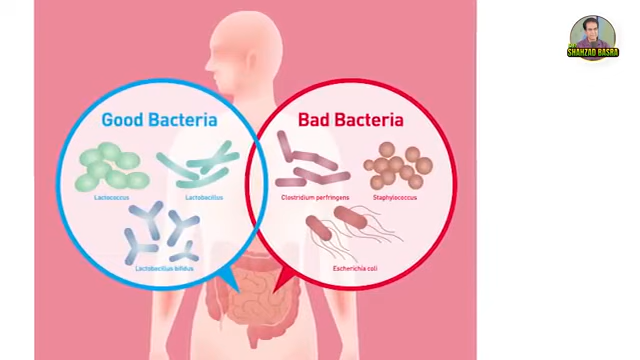 SHAHZAD BASRA
Good Bacteria
Bad Bacteria
Lactococcus
Lactobacillus
Clostridium perfringens
Staphylococcus
Lactobacillus bifidus
Escherichia coli